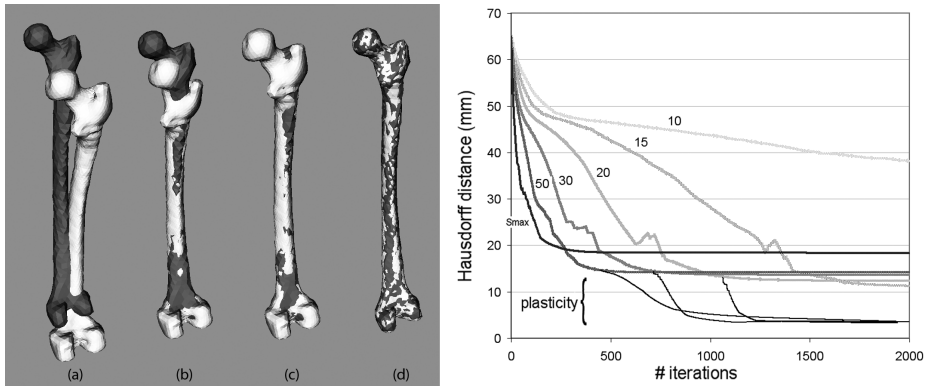 (a)
(b)
(c)
(d)
Hausdorff distance (mm)
70
60
50
40
30
20
10
0
10
15
20
30
50
Smax
plasticity {
0
500
1000
1500
2000
# iterations